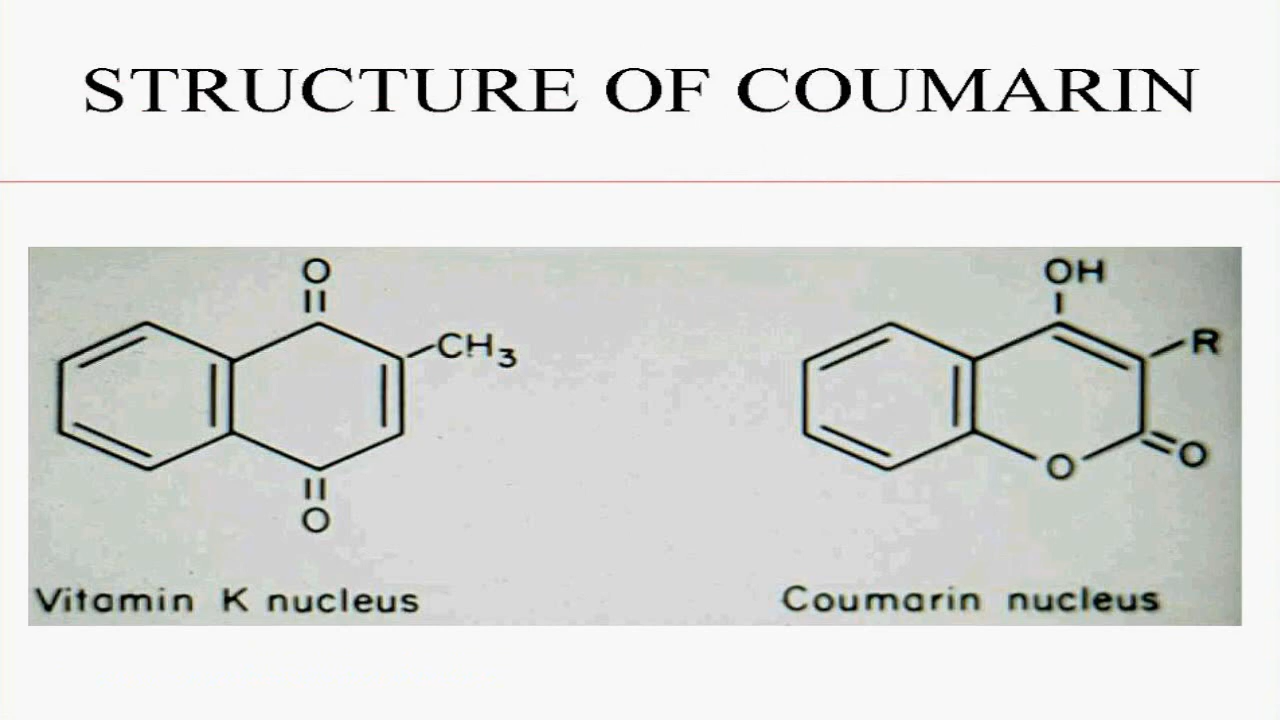 STRUCTURE OF COUMARIN
O
CH3
O
Vitamin K nucleus
OH
R
O
O
Coumarin nucleus